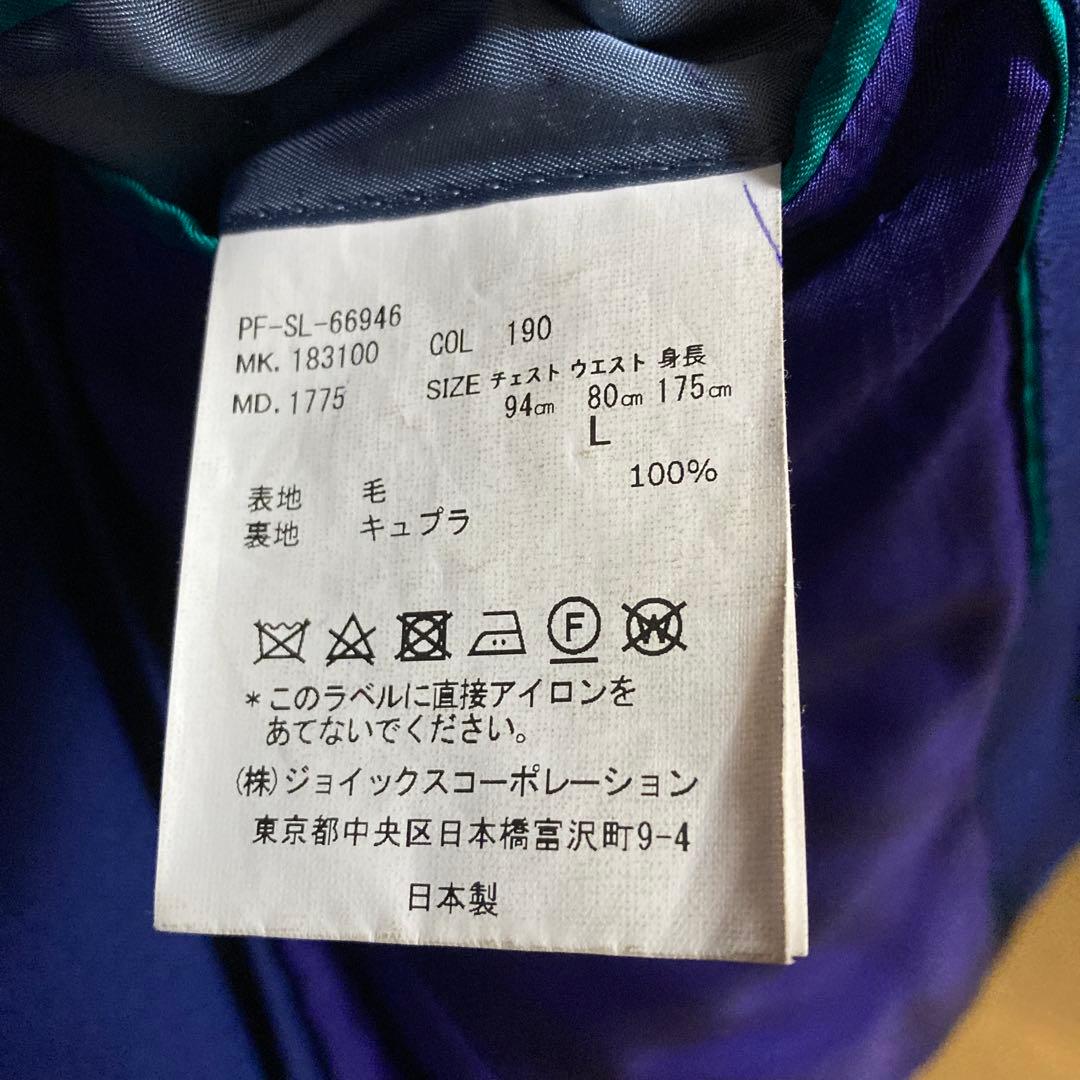 PF-SL-66946
MK. 183100 COL 190
MD. 1775 SIZE チェスト ウエスト 身長
94㎝ 80㎝ 175㎝
L
表地 毛 100%
裏地 キュプラ
F W
*このラベルに直接アイロンを
あてないでください。
(株)ジョイックスコーポレーション
東京都中央区日本橋富沢町9-4
日本製